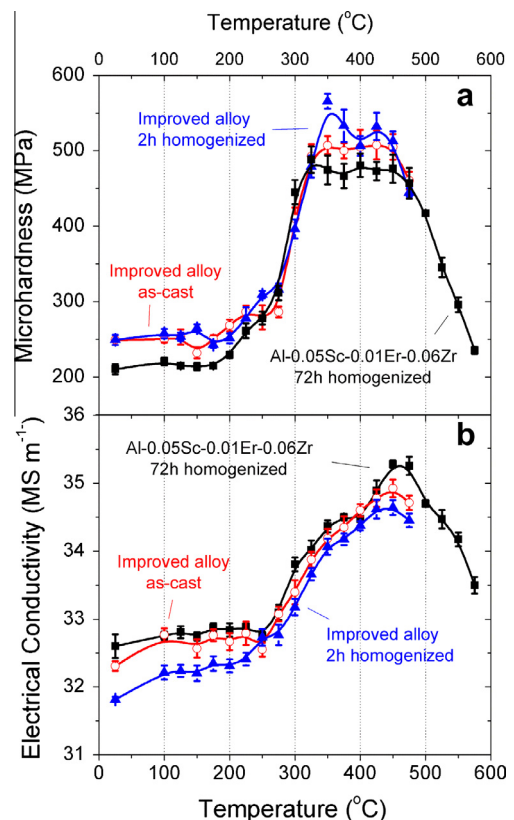 Temperature (°C)
0 100 200 300 400 500 600
a
600
500
400
300
200
Microhardness (MPa)
Improved alloy
2h homogenized
Improved alloy
as-cast
Al-0.05Sc-0.01Er-0.06Zr
72h homogenized
b
36
35
34
33
32
31
Electrical Conductivity (MS m⁻¹)
Al-0.05Sc-0.01Er-0.06Zr
72h homogenized
Improved alloy
as-cast
Improved alloy
2h homogenized
0 100 200 300 400 500 600
Temperature (°C)